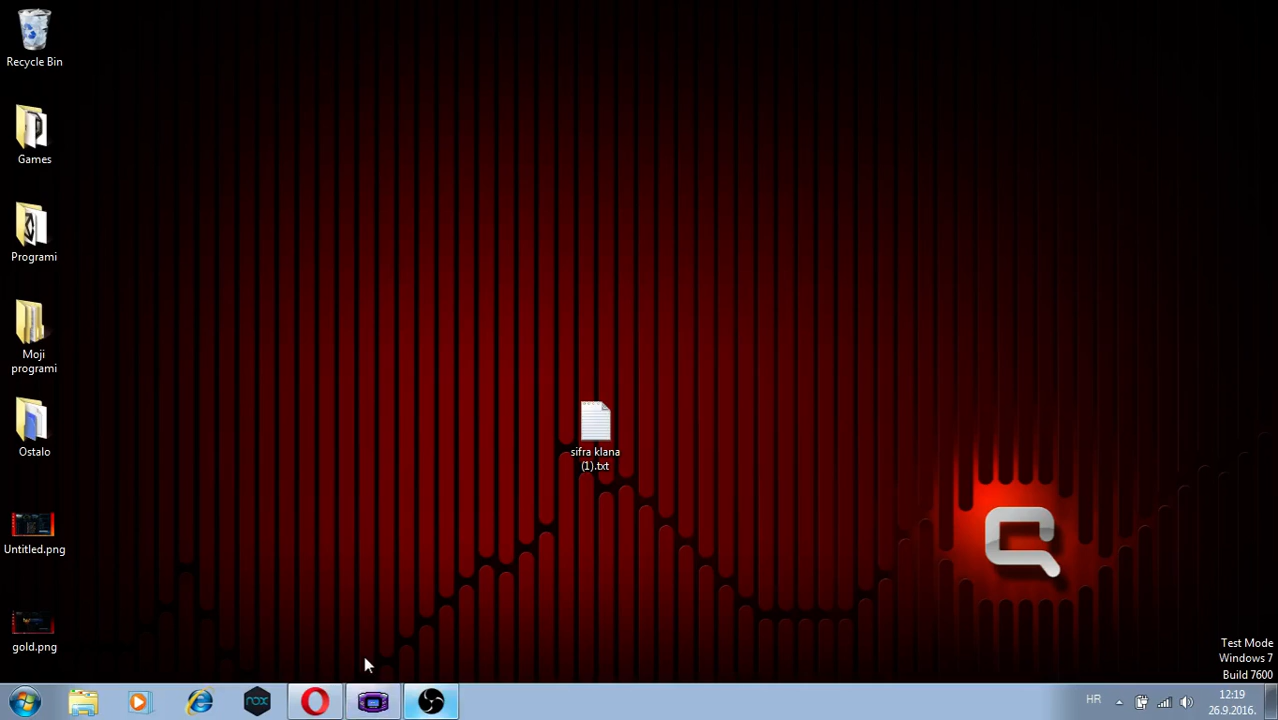 Recycle Bin
Games
Programi
Moji
programi
Ostalo
Untitled.png
gold.png
sifra klana
(1).txt
Test Mode
Windows 7
Build 7600
nox
HR
12:19
26.9.2016.